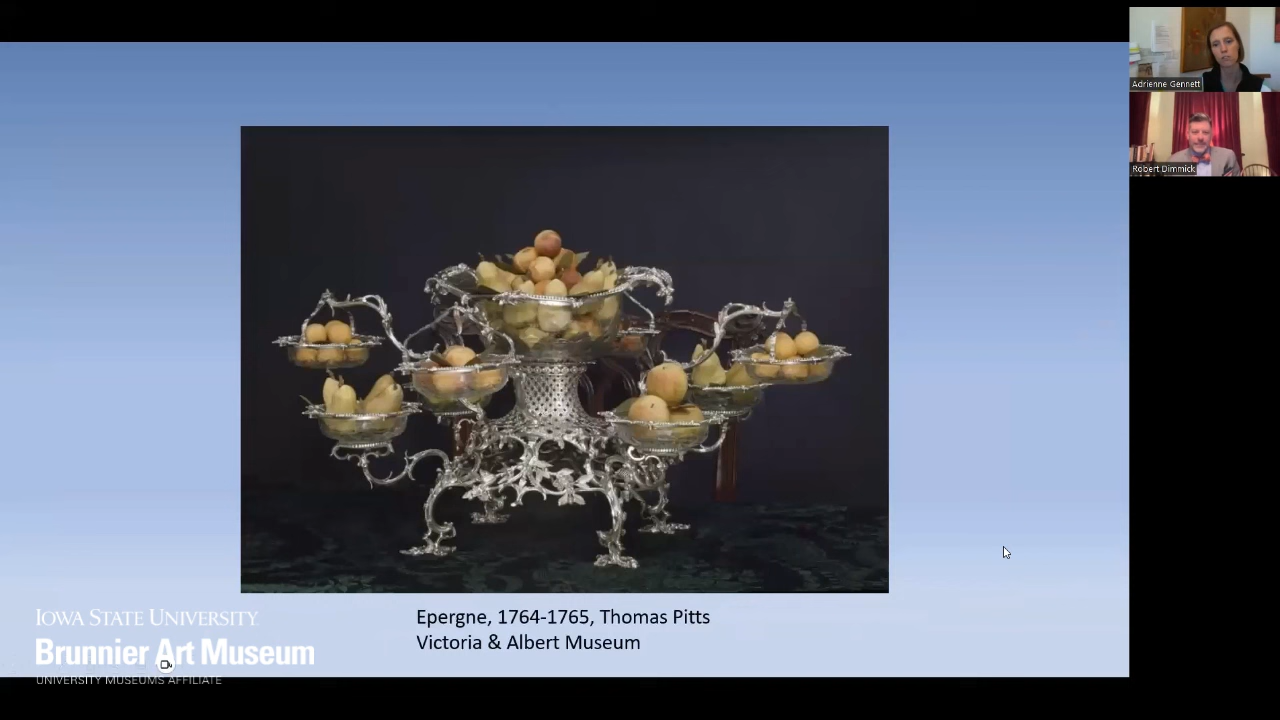 Adrienne Gennett
Robert Dimmick
Epergne, 1764-1765, Thomas Pitts
Victoria & Albert Museum
IOWA STATE UNIVERSITY
Brunnier Art Museum
UNIVERSITY MUSEUMS AFFILIATE